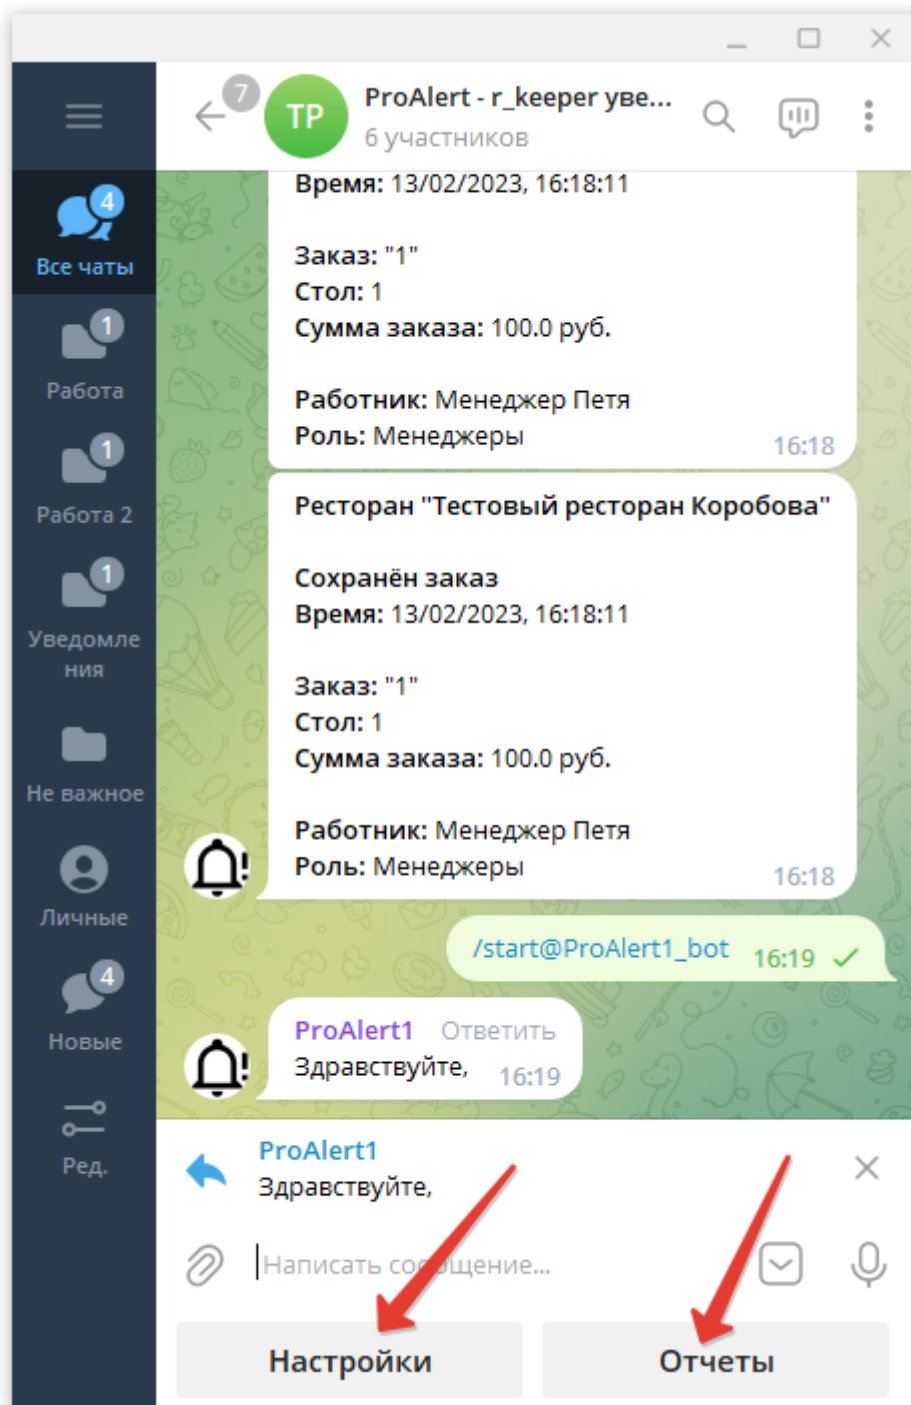 7
TP
ProAlert - r_keeper уве...
6 участников
4
Все чаты
1
Работа
1
Работа 2
1
Уведомле
ния
Не важное
Личные
4
Новые
Ред.
Время: 13/02/2023, 16:18:11
Заказ: "1"
Стол: 1
Сумма заказа: 100.0 руб.
Работник: Менеджер Петя
Роль: Менеджеры
16:18
Ресторан "Тестовый ресторан Коробова"
Сохранён заказ
Время: 13/02/2023, 16:18:11
Заказ: "1"
Стол: 1
Сумма заказа: 100.0 руб.
Работник: Менеджер Петя
Роль: Менеджеры
16:18
/start@ProAlert1_bot 16:19
ProAlert1 Ответить
Здравствуйте, 16:19
ProAlert1
Здравствуйте,
Написать сообщение...
Настройки
Отчеты